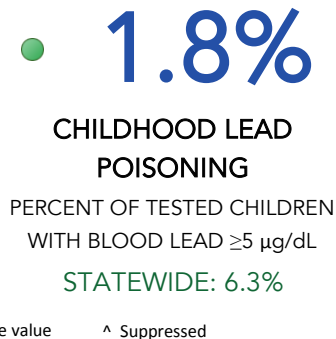 1.8%
CHILDHOOD LEAD
POISONING
PERCENT OF TESTED CHILDREN
WITH BLOOD LEAD ≥5 µg/dL
STATEWIDE: 6.3%
value ^ Suppressed